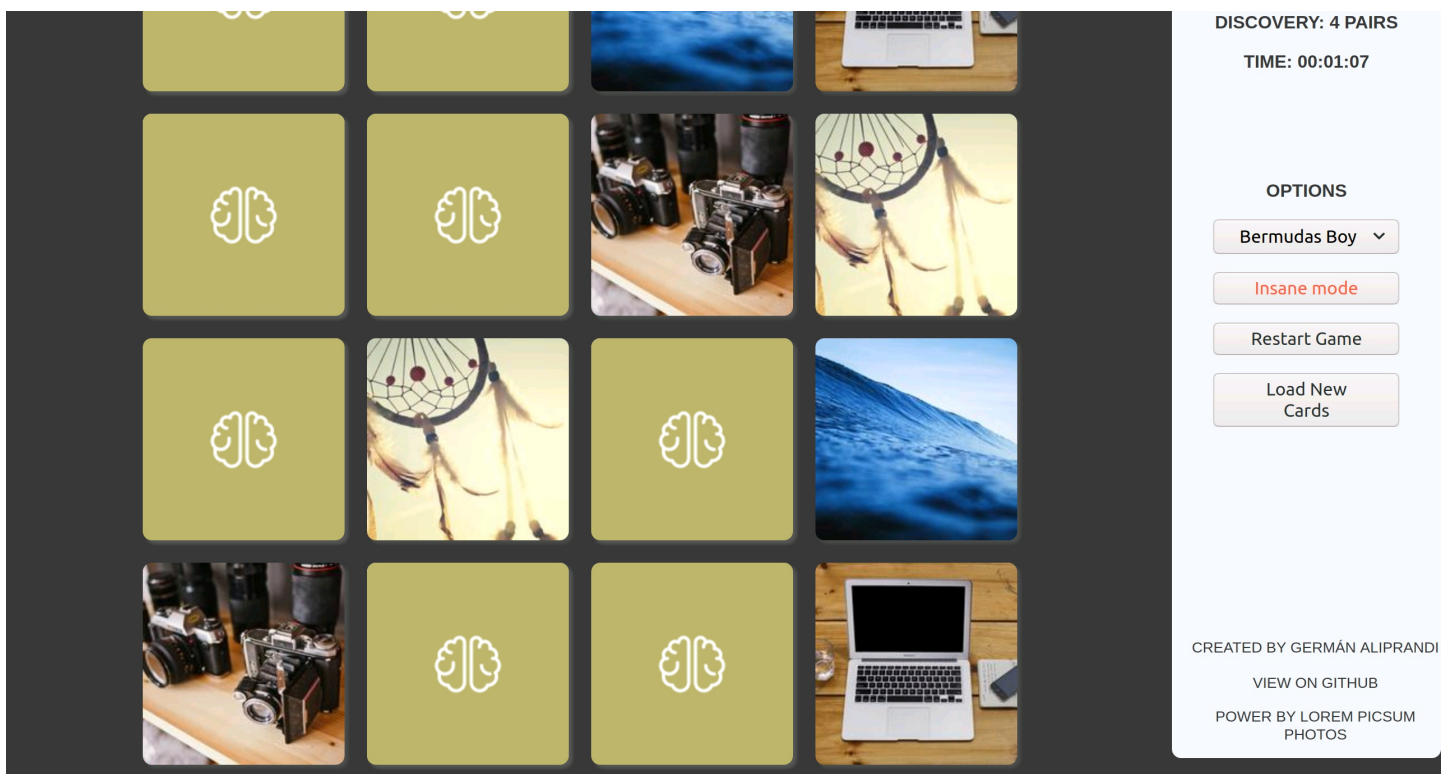 DISCOVERY: 4 PAIRS
TIME: 00:01:07
OPTIONS
Bermudas Boy
Insane mode
Restart Game
Load New
Cards
CREATED BY GERMÁN ALIPRANDI
VIEW ON GITHUB
POWER BY LOREM PICSUM
PHOTOS